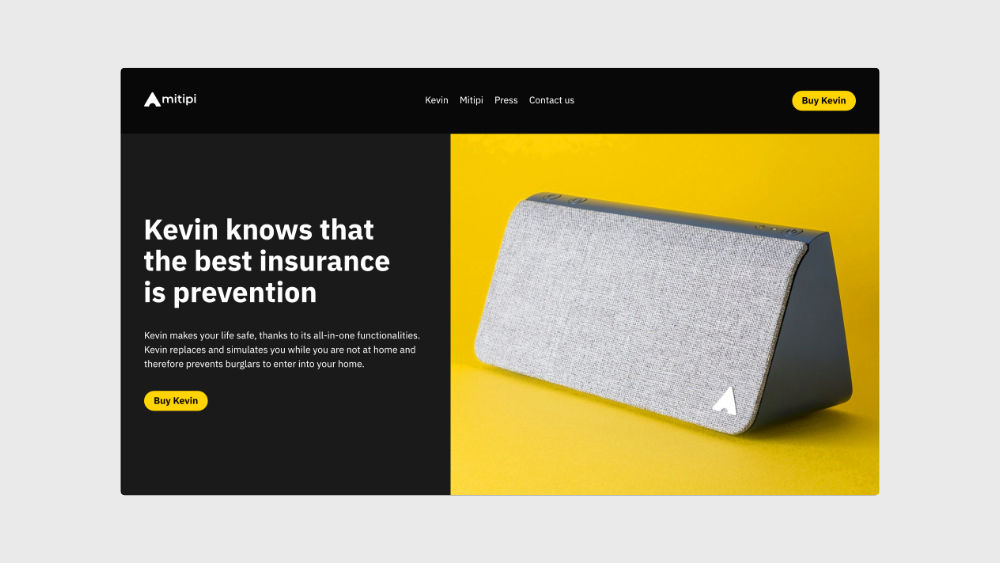 mitipi
Kevin Mitipi Press Contact us
Buy Kevin
Kevin knows that
the best insurance
is prevention
Kevin makes your life safe, thanks to its all-in-one functionalities.
Kevin replaces and simulates you while you are not at home and
therefore prevents burglars to enter into your home.
Buy Kevin